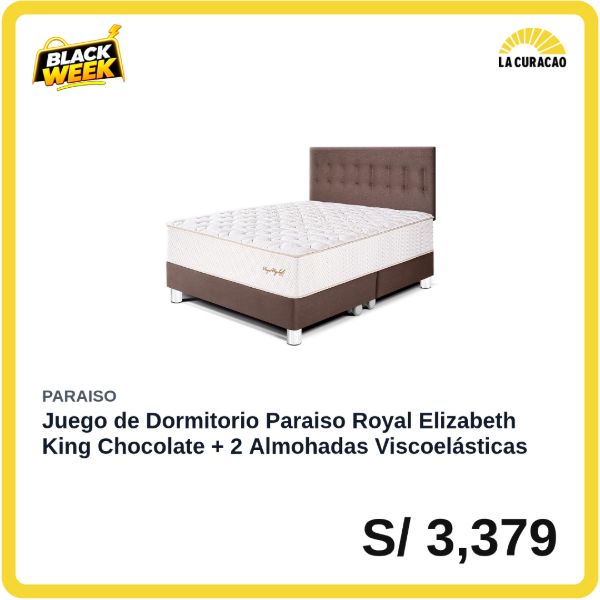 BLACK
WEEK
LA CURACAO
PARAISO
Juego de Dormitorio Paraiso Royal Elizabeth
King Chocolate + 2 Almohadas Viscoelásticas
S/ 3,379